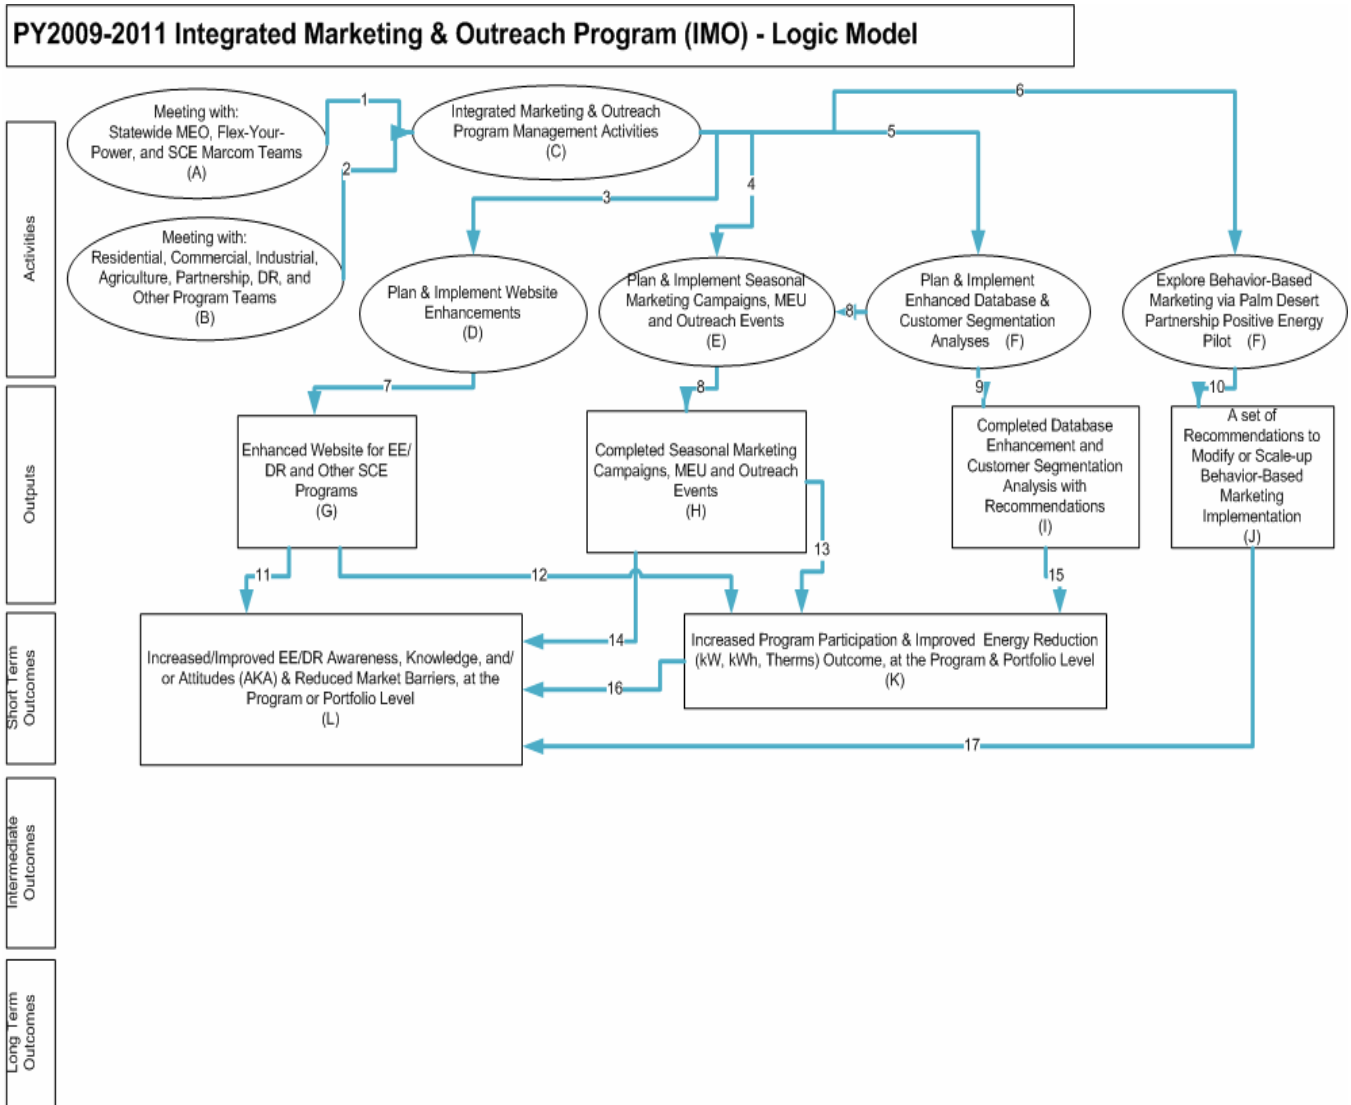 PY2009-2011 Integrated Marketing & Outreach Program (IMO) - Logic Model
Activities
Meeting with:
Statewide MEO, Flex-Your-
Power, and SCE Marcom Teams
(A)
1
Integrated Marketing & Outreach
Program Management Activities
(C)
6
5
2
4
3
Meeting with:
Residential, Commercial, Industrial,
Agriculture, Partnership, DR, and
Other Program Teams
(B)
Plan & Implement Website
Enhancements
(D)
Plan & Implement Seasonal
Marketing Campaigns, MEU
and Outreach Events
(E)
8
Plan & Implement
Enhanced Database &
Customer Segmentation
Analyses (F)
Explore Behavior-Based
Marketing via Palm Desert
Partnership Positive Energy
Pilot (F)
7
8
9
10
Outputs
Enhanced Website for EE/
DR and Other SCE
Programs
(G)
Completed Seasonal Marketing
Campaigns, MEU and Outreach
Events
(H)
Completed Database
Enhancement and
Customer Segmentation
Analysis with
Recommendations
(I)
A set of
Recommendations to
Modify or Scale-up
Behavior-Based
Marketing
Implementation
(J)
13
11
12
15
Short Term
Outcomes
Increased/Improved EE/DR Awareness, Knowledge, and/
or Attitudes (AKA) & Reduced Market Barriers, at the
Program or Portfolio Level
(L)
14
16
Increased Program Participation & Improved Energy Reduction
(kW, kWh, Therms) Outcome, at the Program & Portfolio Level
(K)
17
Intermediate
Outcomes
Long Term
Outcomes